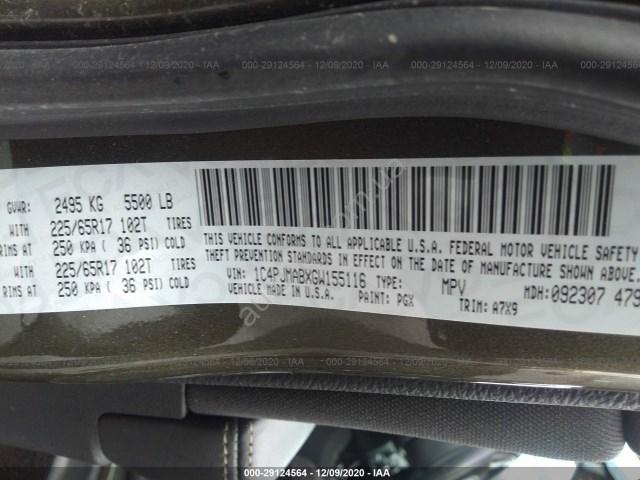 000-29124564 / 12/09/2020 - IAA
GVWR: 2495 KG 5500 LB
WITH 225/65R17 102T TIRES
RIMS AT 250 KPA ( 36 PSI) COLD
WITH 225/65R17 102T TIRES
RIMS AT 250 KPA ( 36 PSI) COLD
THIS VEHICLE CONFORMS TO ALL APPLICABLE U.S.A. FEDERAL MOTOR VEHICLE SAFETY
THEFT PREVENTION STANDARDS IN EFFECT ON THE DATE OF MANUFACTURE SHOWN ABOVE.
VIN: 1C4PJMABXGW155116 TYPE: MPV MDH: 092307 479
MADE IN U.S.A. PAINT: PGX TRIM: A7X9
000-29124564 / 12/09/2020 - IAA